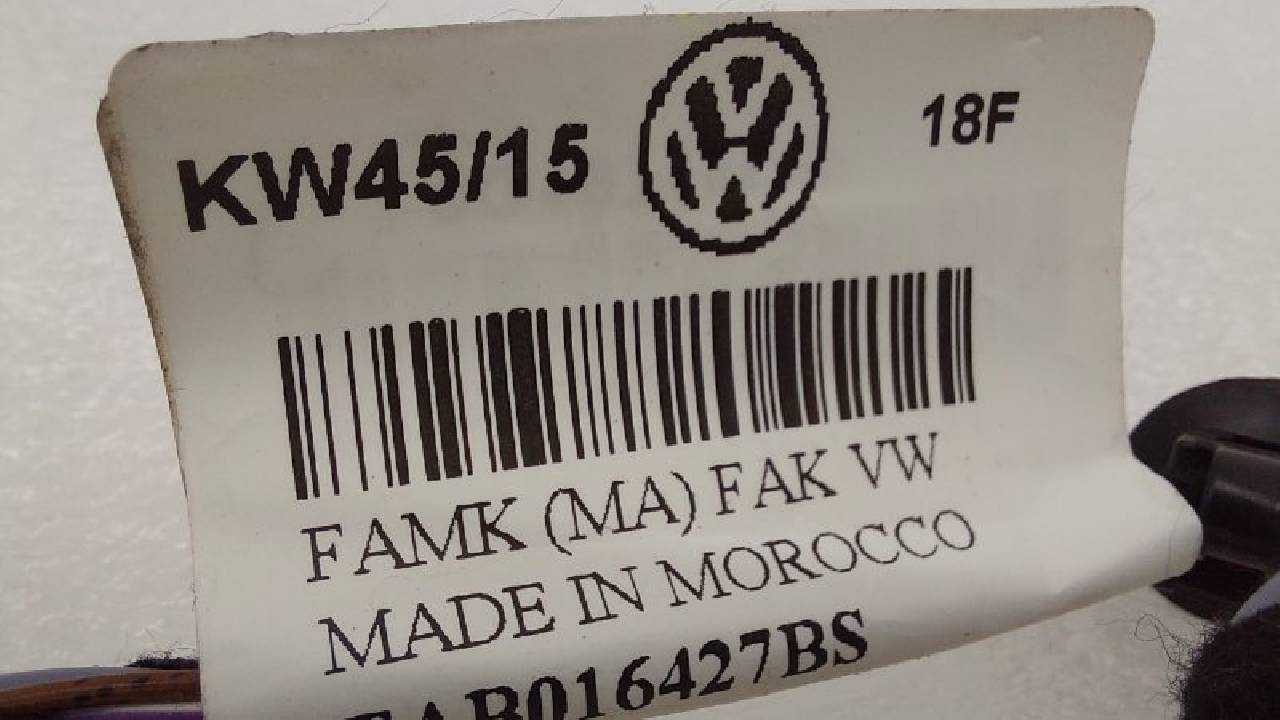 KW45/15
18F
FAMK (MA) FAK VW
MADE IN MOROCCO